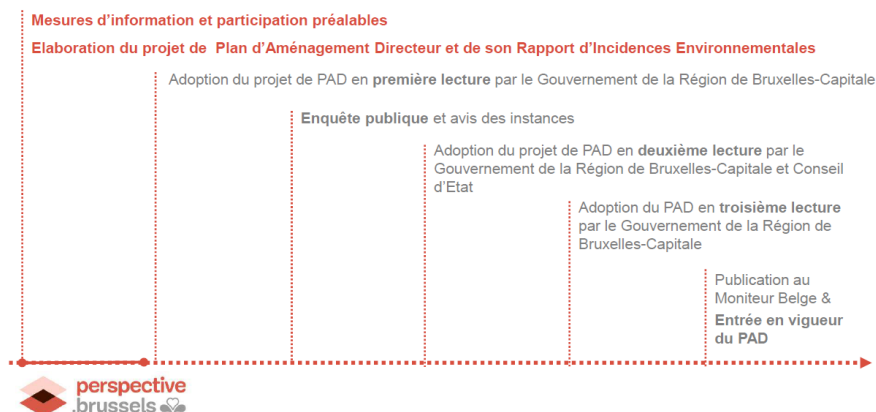 Mesures d'information et participation préalables
Elaboration du projet de Plan d'Aménagement Directeur et de son Rapport d'Incidences Environnementales
Adoption du projet de PAD en première lecture par le Gouvernement de la Région de Bruxelles-Capitale
Enquête publique et avis des instances
Adoption du projet de PAD en deuxième lecture par le
Gouvernement de la Région de Bruxelles-Capitale et Conseil
d'Etat
Adoption du PAD en troisième lecture
par le Gouvernement de la Région de
Bruxelles-Capitale
Publication au
Moniteur Belge &
Entrée en vigueur
du PAD
perspective
.brussels